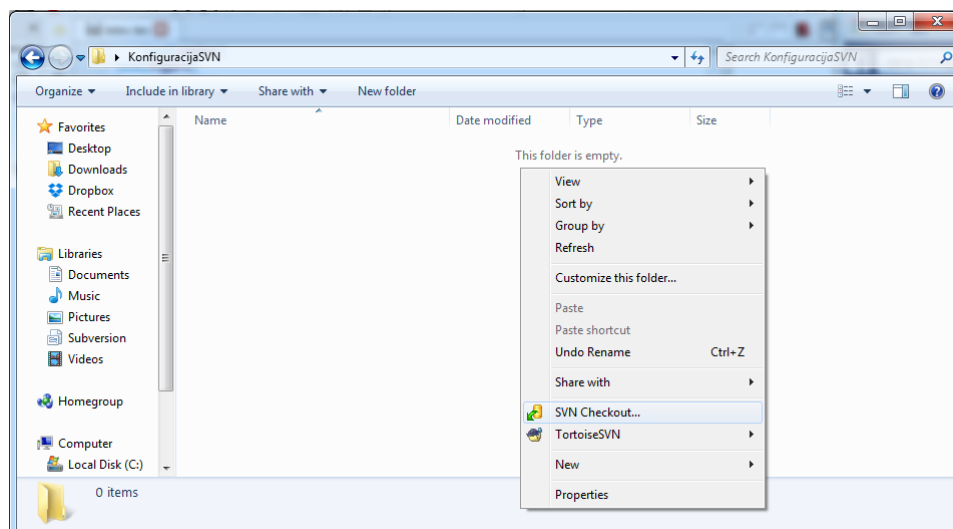 KonfiguracijaSVN
Search KonfiguracijaSVN
Organize Include in library Share with New folder
Name Date modified Type Size
This folder is empty.
Favorites
Desktop
Downloads
Dropbox
Recent Places
Libraries
Documents
Music
Pictures
Subversion
Videos
Homegroup
Computer
Local Disk (C:)
View
Sort by
Group by
Refresh
Customize this folder...
Paste
Paste shortcut
Undo Rename Ctrl+Z
Share with
SVN Checkout...
TortoiseSVN
New
Properties
0 items